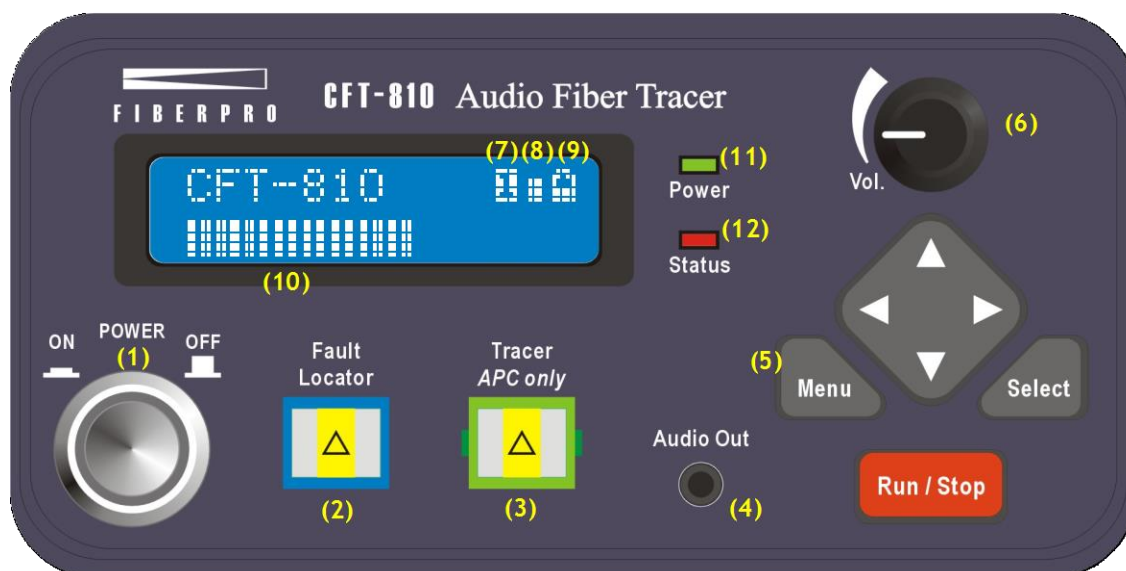 FIBERPRO
CFT-810 Audio Fiber Tracer
(7) (8) (9)
CFT-810
(10)
(11)
Power
(12)
Status
Vol.
(6)
ON
POWER
(1)
OFF
Fault
Locator
(2)
Tracer
APC only
(3)
Audio Out
(4)
(5)
Menu
Select
Run / Stop